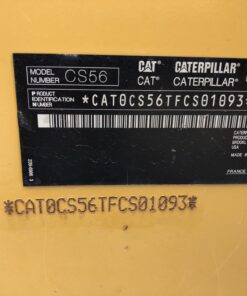 MODEL NUMBER CS56 CAT® CATERPILLAR
CAT® CATERPILLAR
PRODUCT IDENTIFICATION NUMBER *CAT0CS56TFCS01093*
FRANCE
*CAT0CS56TFCS01093*